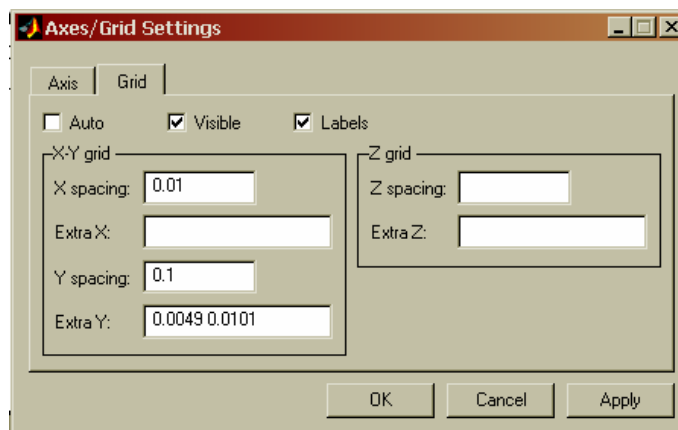 Axes/Grid Settings
Axis Grid
Auto Visible Labels
X-Y grid
X spacing: 0.01
Extra X:
Y spacing: 0.1
Extra Y: 0.0049 0.0101
Z grid
Z spacing:
Extra Z:
OK Cancel Apply